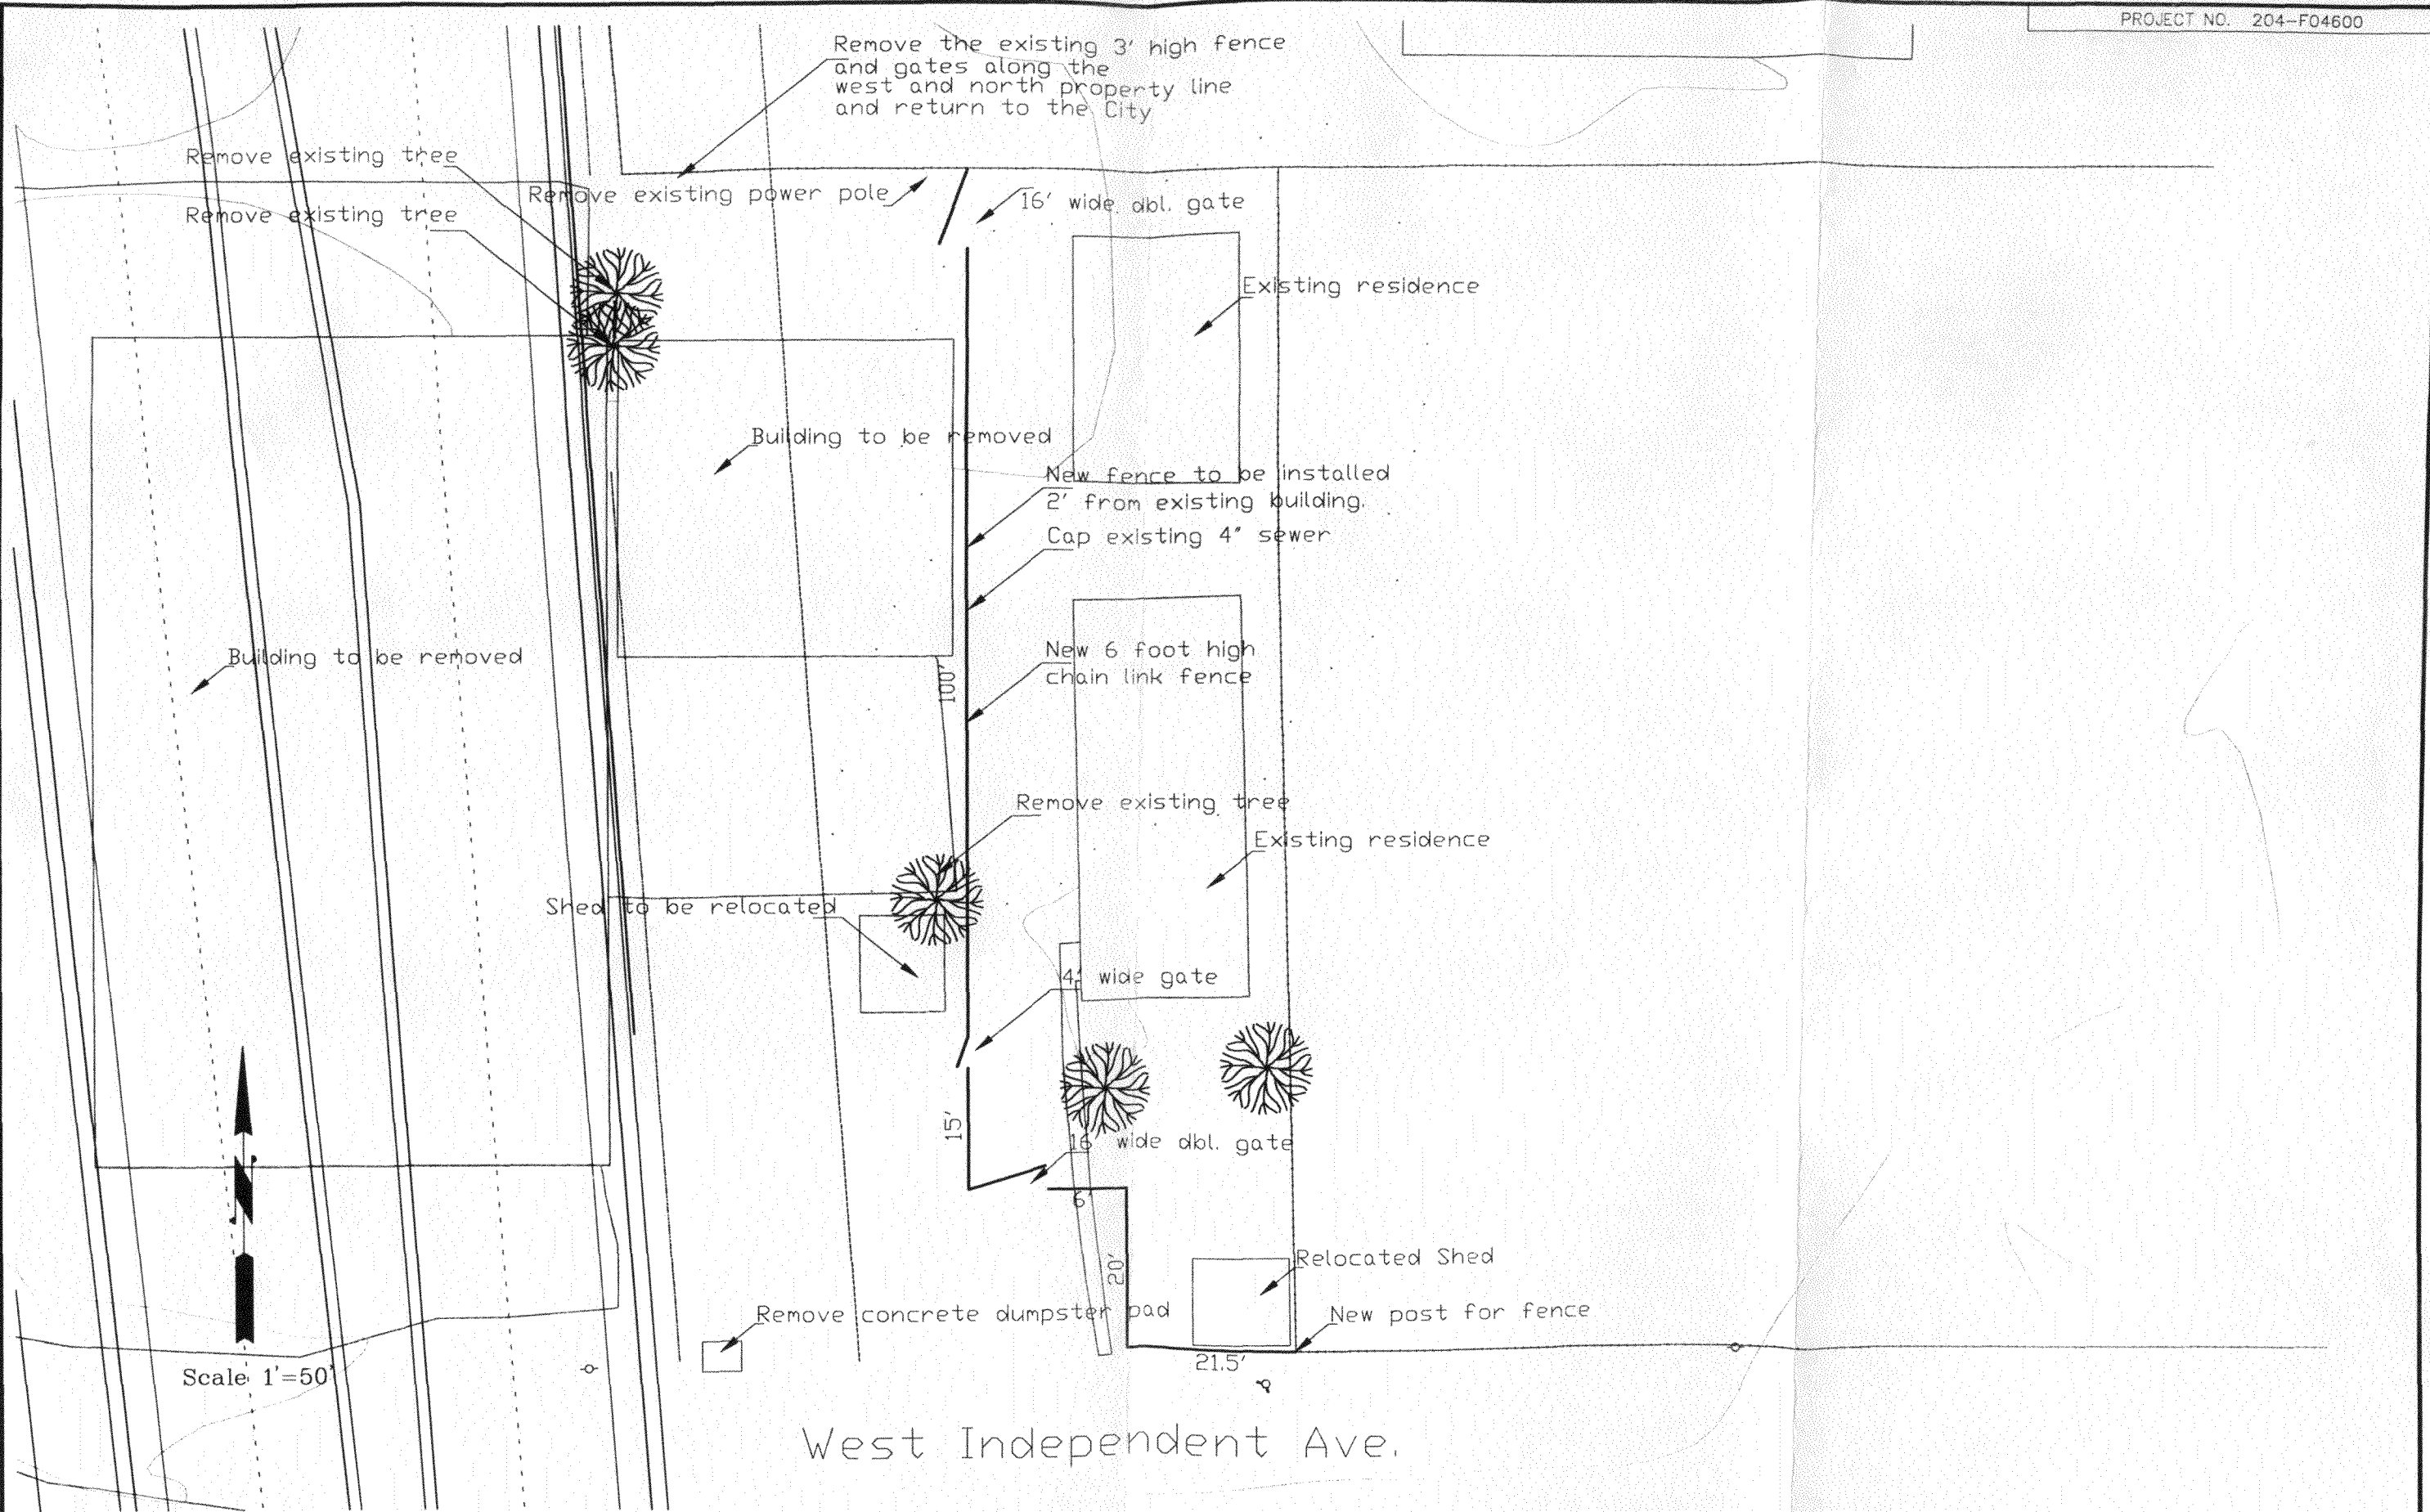 PROJECT NO. 204-F04600
Remove the existing 3' high fence
and gates along the
west and north property line
and return to the City
Remove existing tree
Remove existing power pole
16' wide dbl. gate
Remove existing tree
Existing residence
Building to be removed
New fence to be installed
2' from existing building.
Cap existing 4" sewer
New 6 foot high
chain link fence
Building to be removed
100'
Remove existing tree
Existing residence
Shed to be relocated
4' wide gate
15'
16' wide dbl. gate
6'
N
20'
Relocated Shed
Remove concrete dumpster pad
New post for fence
21.5'
Scale 1'=50'
West Independent Ave.